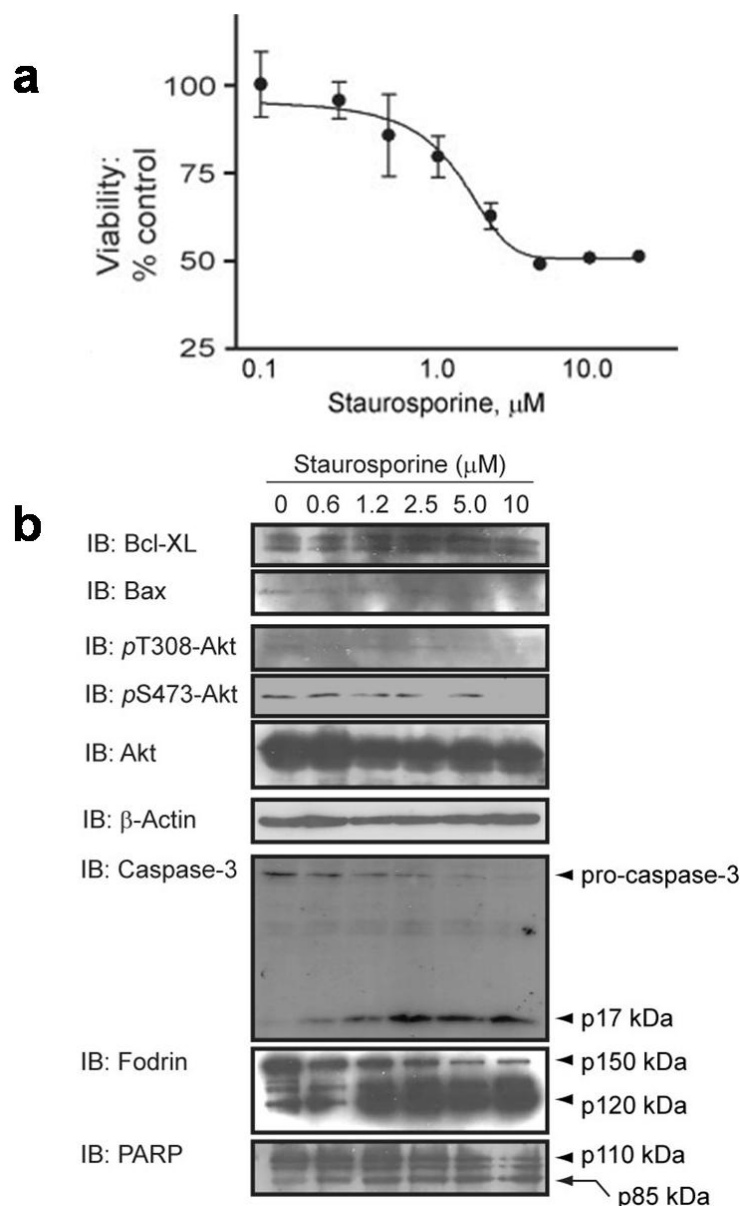 a
Viability:
% control
100
75
50
25
0.1 1.0 10.0
Staurosporine, μM
b
Staurosporine (μM)
0 0.6 1.2 2.5 5.0 10
IB: Bcl-XL
IB: Bax
IB: pT308-Akt
IB: pS473-Akt
IB: Akt
IB: β-Actin
IB: Caspase-3
pro-caspase-3
p17 kDa
IB: Fodrin
p150 kDa
p120 kDa
IB: PARP
p110 kDa
p85 kDa